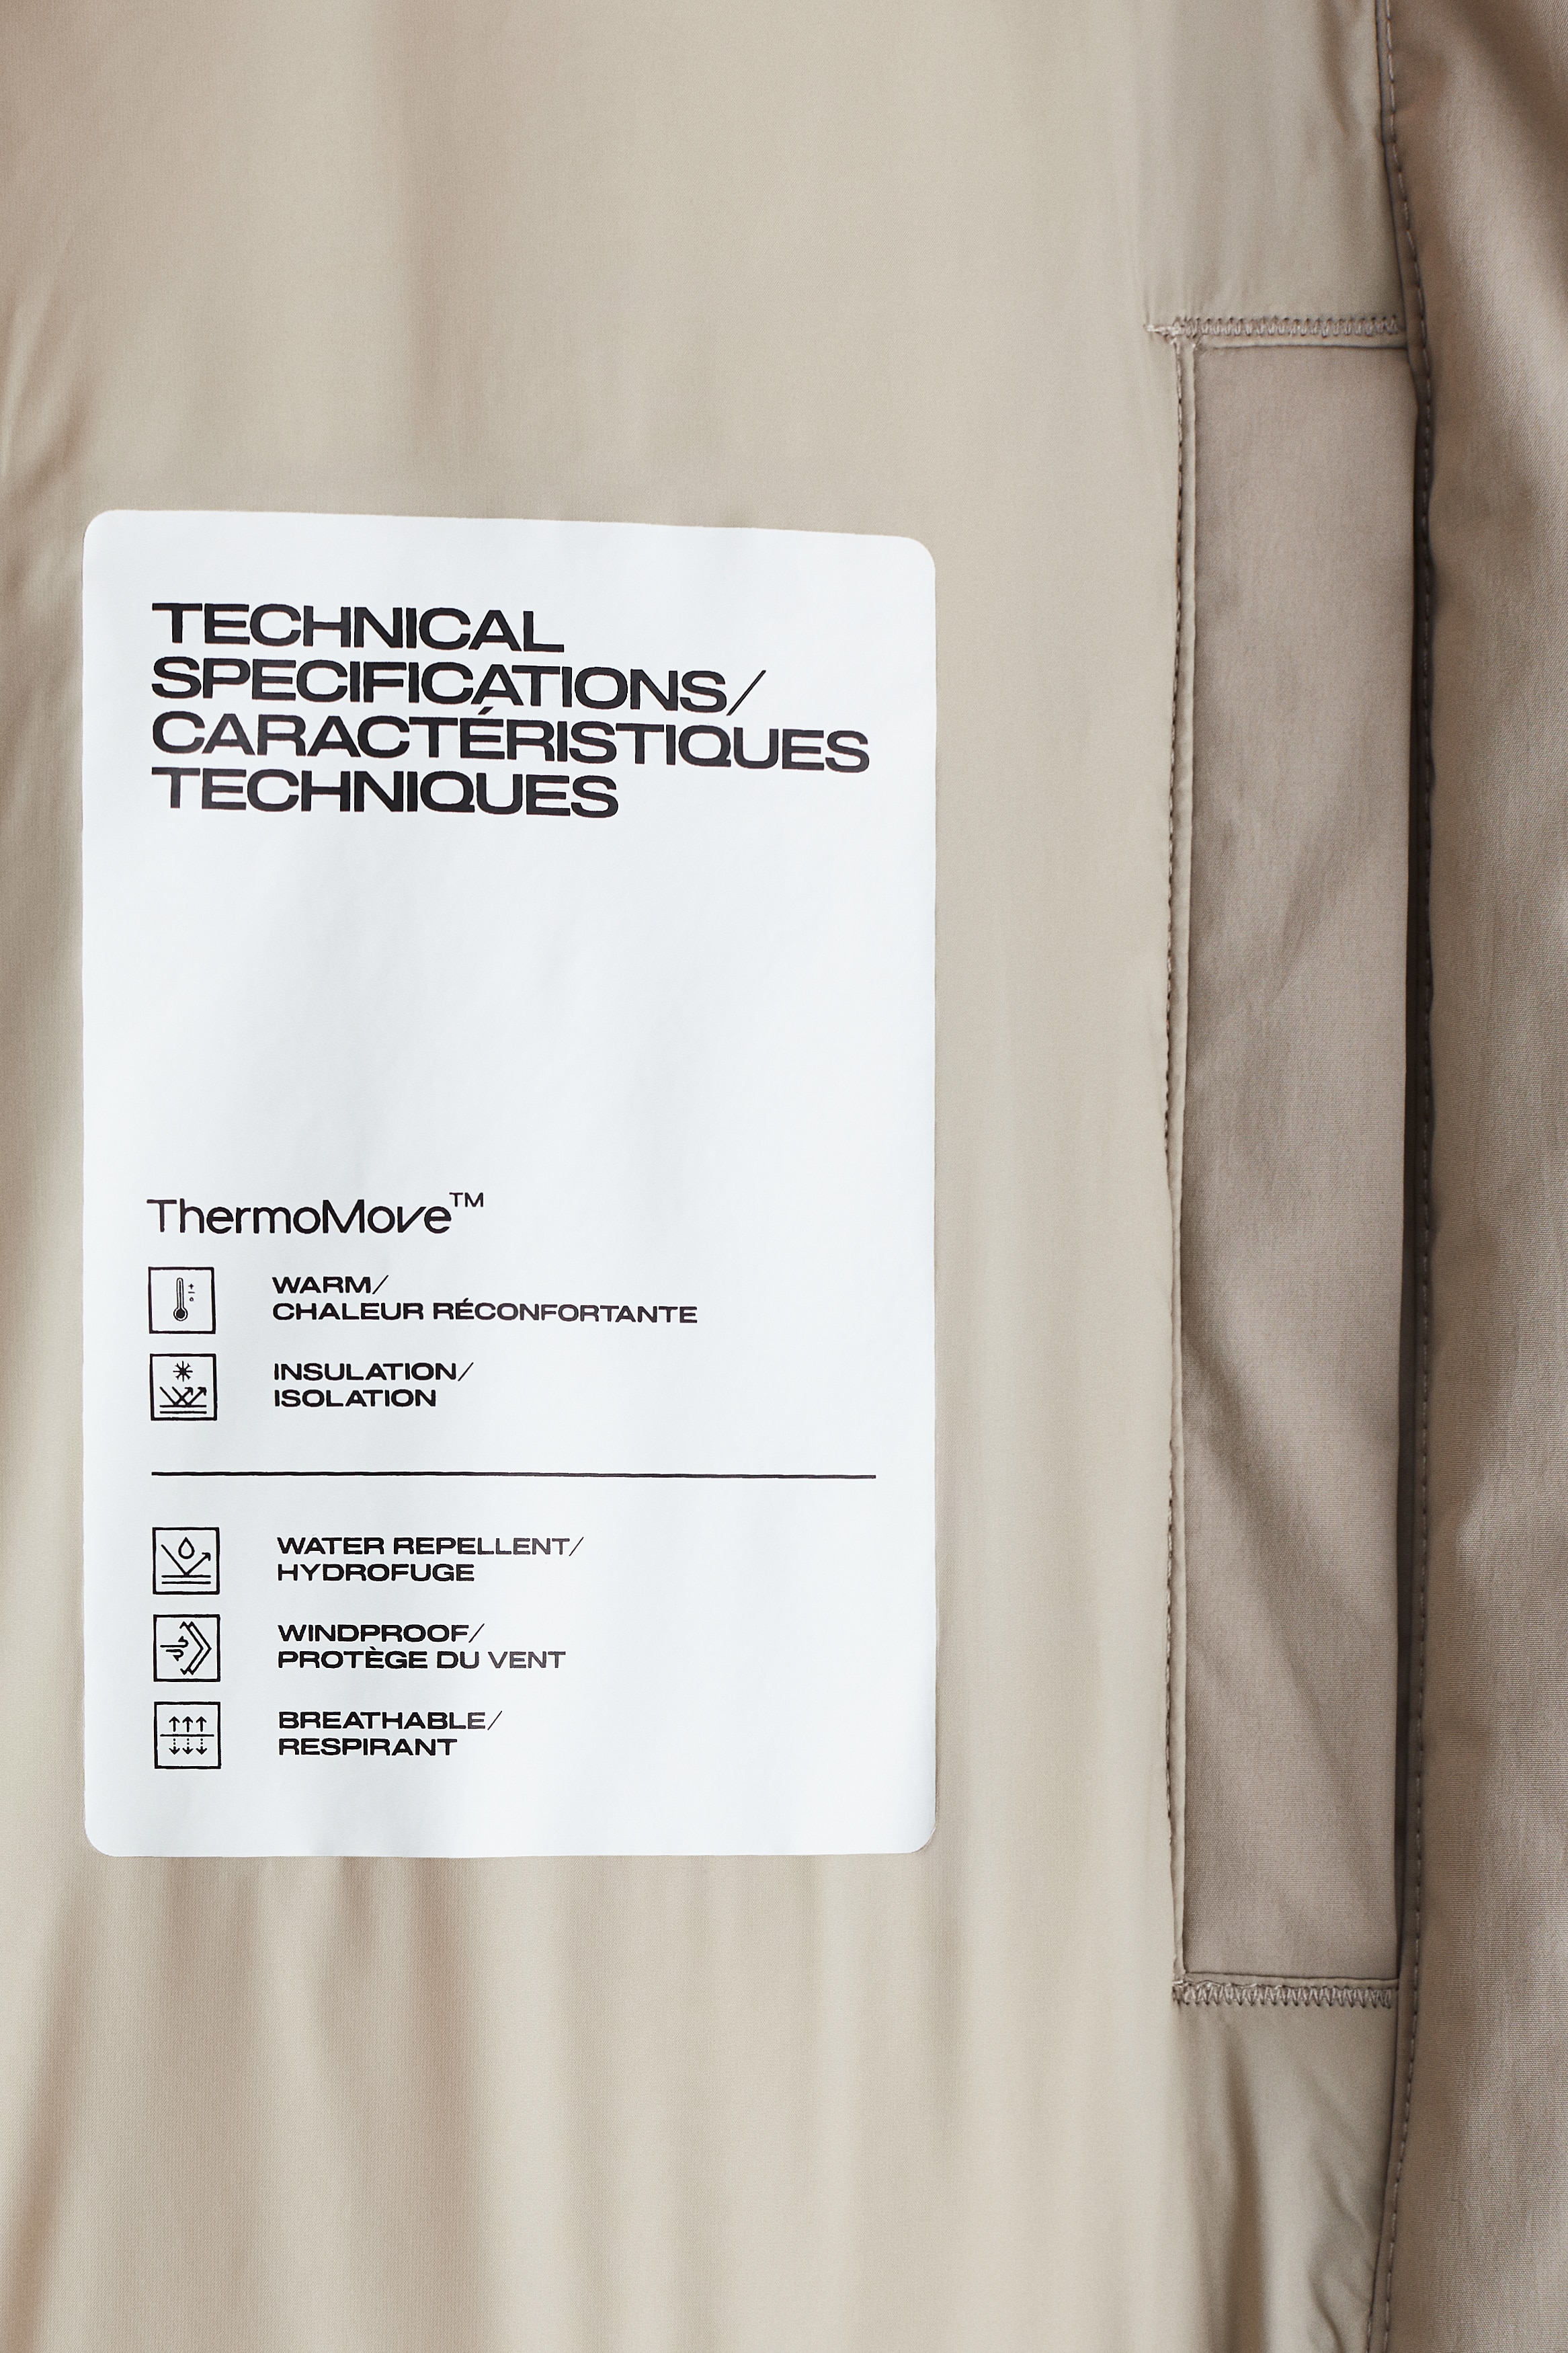 TECHNICAL
SPECIFICATIONS/
CARACTÉRISTIQUES
TECHNIQUES
ThermoMove™
WARM/
CHALEUR RÉCONFORTANTE
INSULATION/
ISOLATION
WATER REPELLENT/
HYDROFUGE
WINDPROOF/
PROTÈGE DU VENT
BREATHABLE/
RESPIRANT